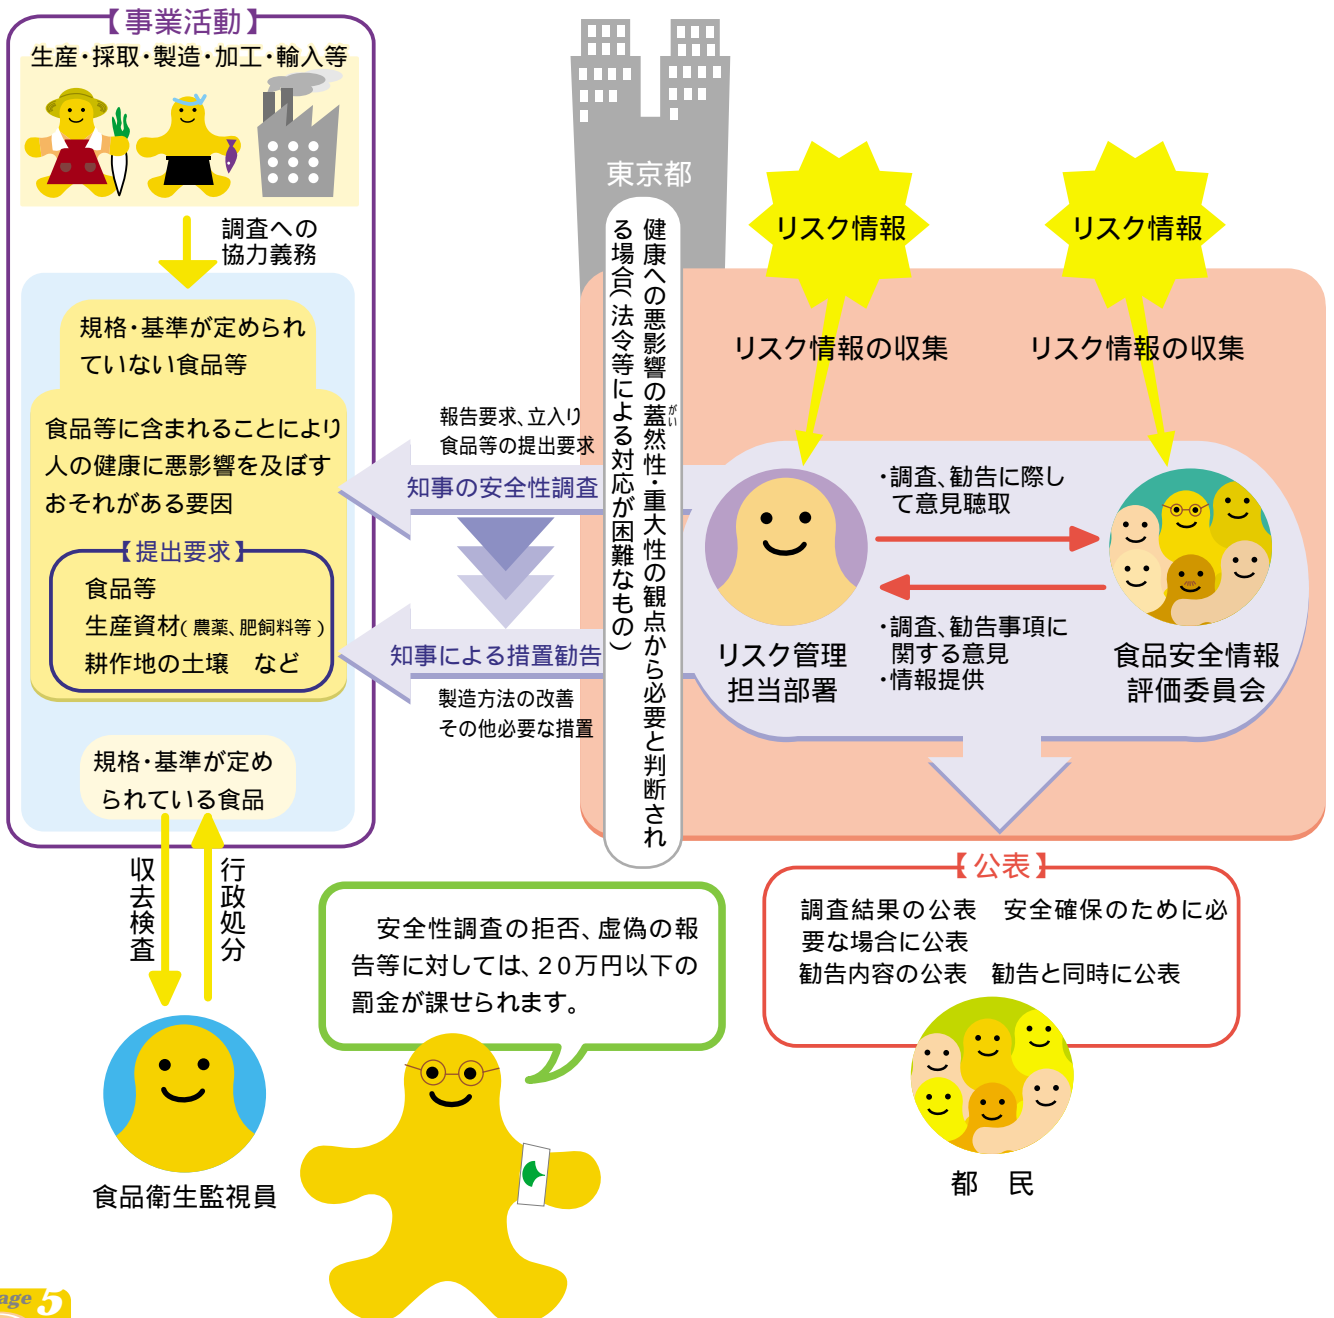 【事業活動】
生産・採取・製造・加工・輸入等
調査への
協力義務
規格・基準が定められ
ていない食品等
食品等に含まれることにより
人の健康に悪影響を及ぼす
おそれがある要因
【提出要求】
食品等
生産資材(農薬、肥飼料等)
耕作地の土壌　など
規格・基準が定め
られている食品
収去検査
行政処分
食品衛生監視員
報告要求、立入り
食品等の提出要求
知事の安全性調査
知事による措置勧告
製造方法の改善
その他必要な措置
東京都
健康への悪影響の蓋然性・重大性の観点から必要と判断され
がい
る場合(法令等による対応が困難なもの)
リスク情報
リスク情報
リスク情報の収集
リスク情報の収集
・調査、勧告に際し
て意見聴取
・調査、勧告事項に
関する意見
・情報提供
リスク管理
担当部署
食品安全情報
評価委員会
【公表】
調査結果の公表　安全確保のために必
要な場合に公表
勧告内容の公表　勧告と同時に公表
都　民
安全性調査の拒否、虚偽の報
告等に対しては、20万円以下の
罰金が課せられます。
age 5